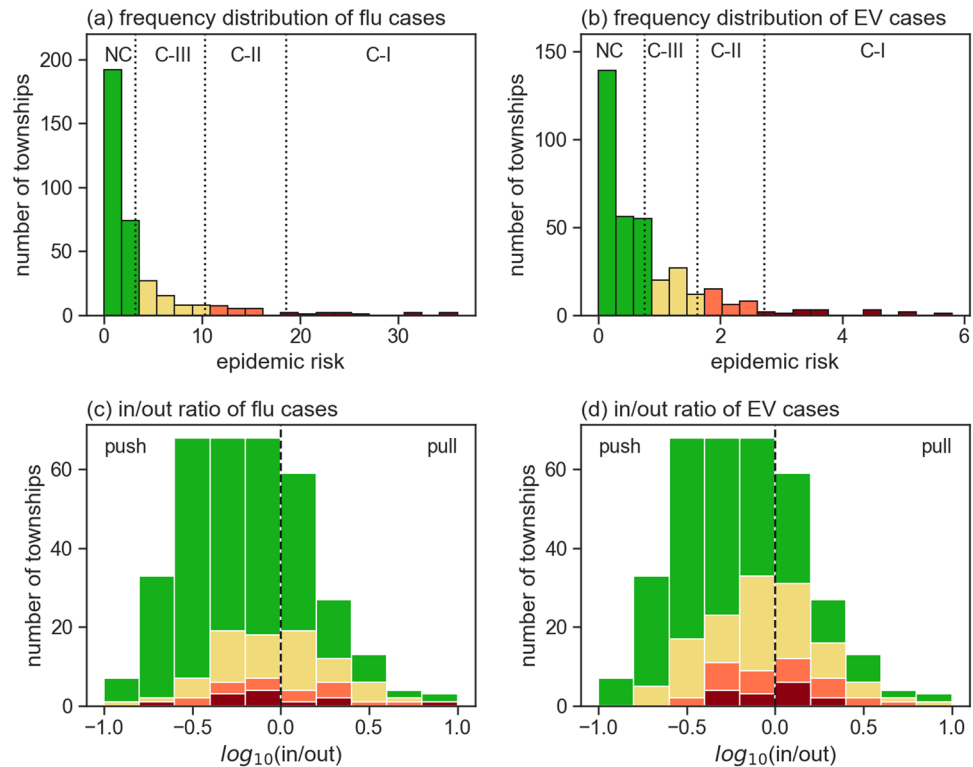 (a) frequency distribution of flu cases
NC C-III C-II C-I
200
150
100
50
0
number of townships
0 10 20 30
epidemic risk
(b) frequency distribution of EV cases
NC C-III C-II C-I
150
100
50
0
number of townships
0 2 4 6
epidemic risk
(c) in/out ratio of flu cases
push pull
60
40
20
0
number of townships
−1.0 −0.5 0.0 0.5 1.0
log10(in/out)
(d) in/out ratio of EV cases
push pull
60
40
20
0
number of townships
−1.0 −0.5 0.0 0.5 1.0
log10(in/out)